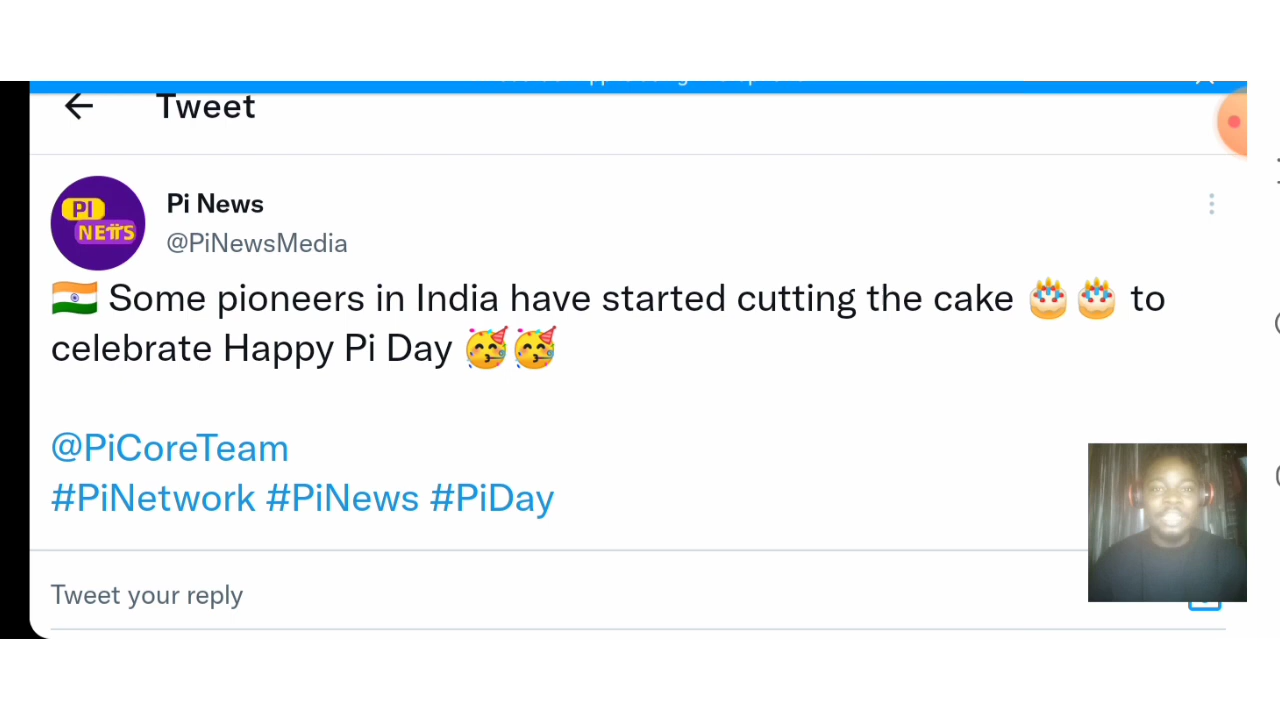 Tweet
PI
NEWS
Pi News
@PiNewsMedia
🇮🇳 Some pioneers in India have started cutting the cake 🎂🎂 to
celebrate Happy Pi Day 🥳🥳
@PiCoreTeam
#PiNetwork #PiNews #PiDay
Tweet your reply